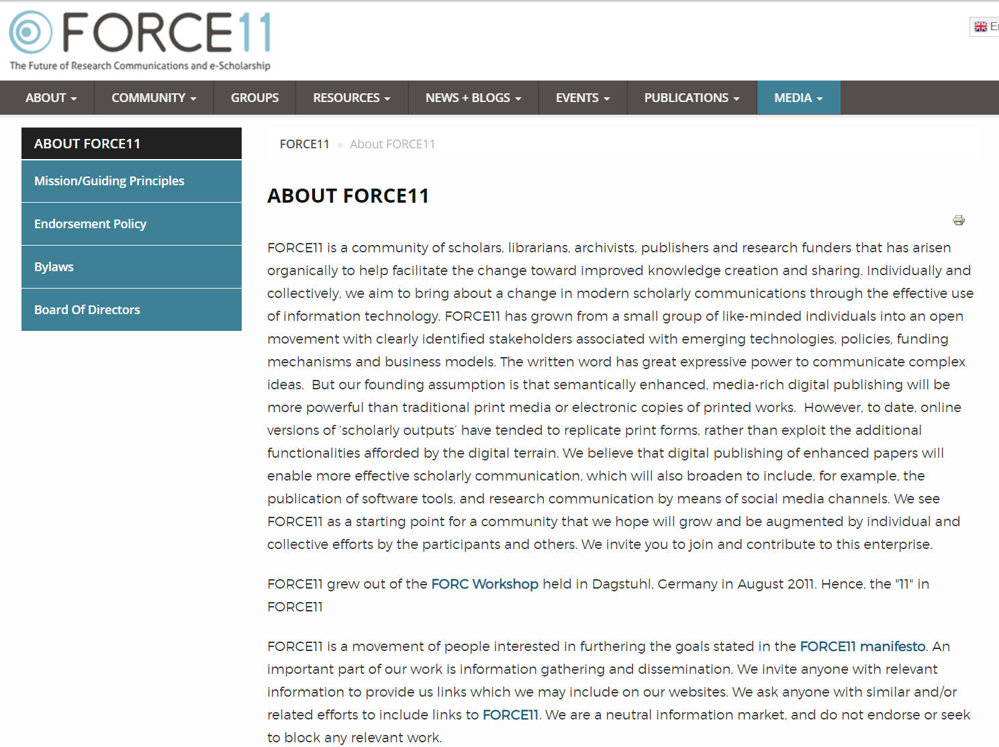 FORCE11
The Future of Research Communications and e-Scholarship
ABOUT COMMUNITY GROUPS RESOURCES NEWS + BLOGS EVENTS PUBLICATIONS MEDIA
ABOUT FORCE11
Mission/Guiding Principles
Endorsement Policy
Bylaws
Board Of Directors
FORCE11 » About FORCE11
ABOUT FORCE11
FORCE11 is a community of scholars, librarians, archivists, publishers and research funders that has arisen
organically to help facilitate the change toward improved knowledge creation and sharing. Individually and
collectively, we aim to bring about a change in modern scholarly communications through the effective use
of information technology. FORCE11 has grown from a small group of like-minded individuals into an open
movement with clearly identified stakeholders associated with emerging technologies, policies, funding
mechanisms and business models. The written word has great expressive power to communicate complex
ideas.  But our founding assumption is that semantically enhanced, media-rich digital publishing will be
more powerful than traditional print media or electronic copies of printed works.  However, to date, online
versions of ‘scholarly outputs’ have tended to replicate print forms, rather than exploit the additional
functionalities afforded by the digital terrain. We believe that digital publishing of enhanced papers will
enable more effective scholarly communication, which will also broaden to include, for example, the
publication of software tools, and research communication by means of social media channels. We see
FORCE11 as a starting point for a community that we hope will grow and be augmented by individual and
collective efforts by the participants and others. We invite you to join and contribute to this enterprise.
FORCE11 grew out of the FORC Workshop held in Dagstuhl, Germany in August 2011. Hence, the "11" in
FORCE11
FORCE11 is a movement of people interested in furthering the goals stated in the FORCE11 manifesto. An
important part of our work is information gathering and dissemination. We invite anyone with relevant
information to provide us links which we may include on our websites. We ask anyone with similar and/or
related efforts to include links to FORCE11. We are a neutral information market, and do not endorse or seek
to block any relevant work.